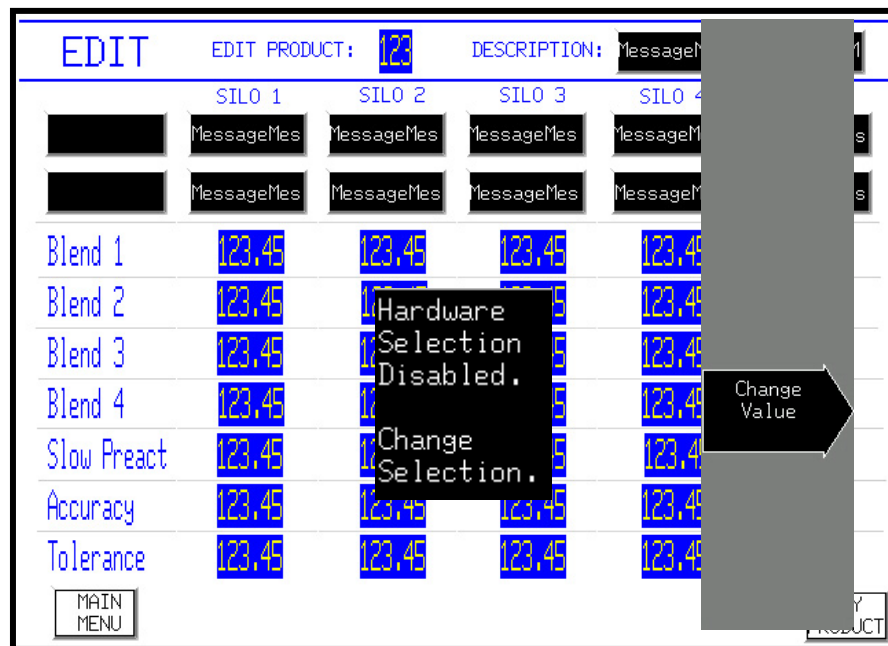 EDIT EDIT PRODUCT: 123 DESCRIPTION:
SILO 1 SILO 2 SILO 3 SILO 4
MessageMes MessageMes MessageMes
MessageMes MessageMes MessageMes
Blend 1 123.45 123.45 123.45
Blend 2 123.45
Hardware
Blend 3 123.45
Selection
Disabled.
Change
Value
Blend 4 123.45
Slow Preact 123.45
Change
Selection.
Accuracy 123.45 123.45 123.45
Tolerance 123.45 123.45 123.45
MAIN
MENU